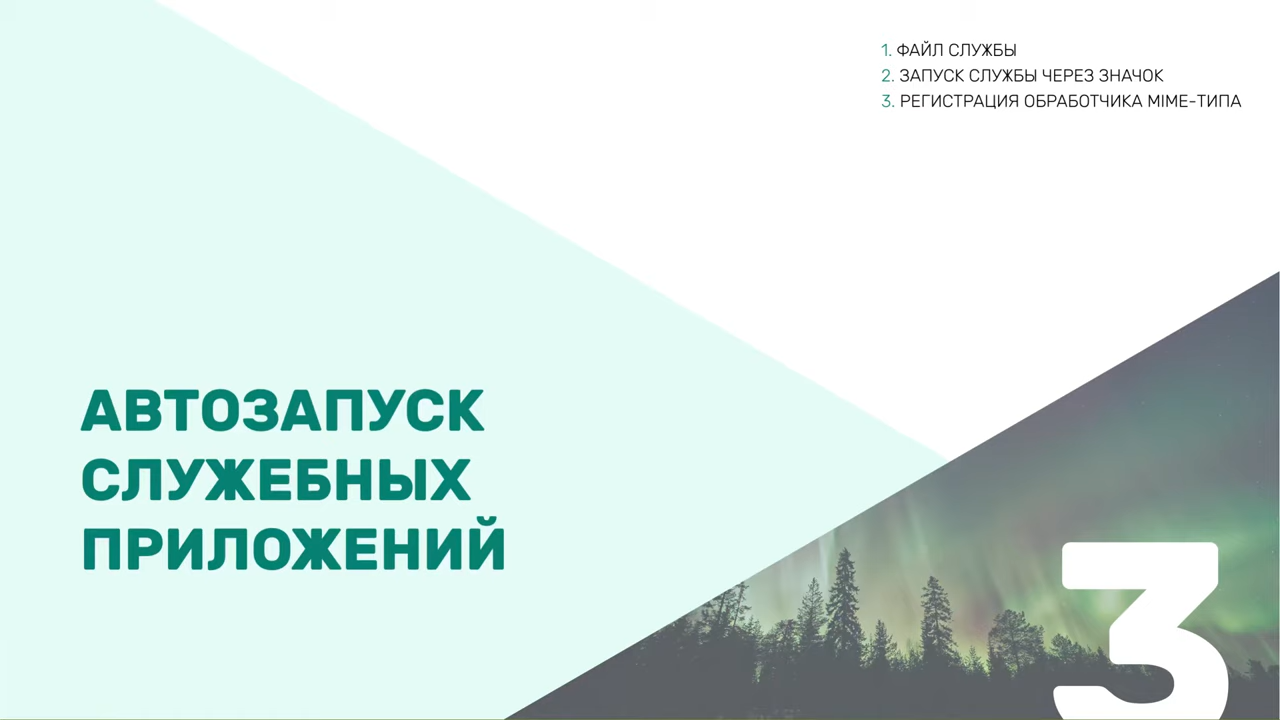 1. ФАЙЛ СЛУЖБЫ
2. ЗАПУСК СЛУЖБЫ ЧЕРЕЗ ЗНАЧОК
3. РЕГИСТРАЦИЯ ОБРАБОТЧИКА MIME-ТИПА
АВТОЗАПУСК
СЛУЖЕБНЫХ
ПРИЛОЖЕНИЙ
3